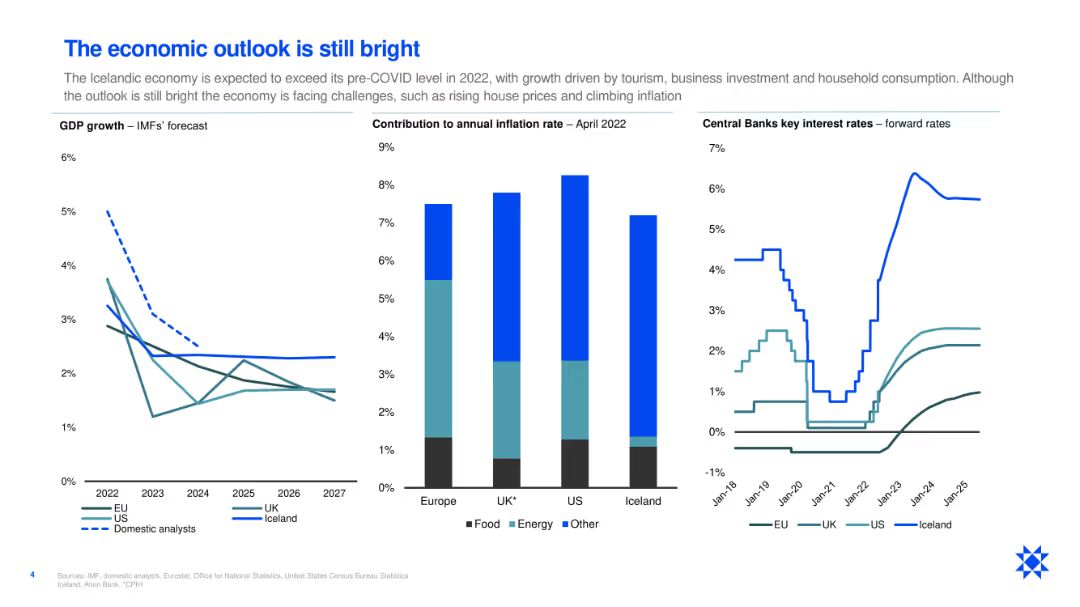 The economic outlook is still bright
The Icelandic economy is expected to exceed its pre-COVID level in 2022, with growth driven by tourism, business investment and household consumption. Although
the outlook is still bright the economy is facing challenges, such as rising house prices and climbing inflation
GDP growth – IMFs' forecast
6%
5%
4%
3%
2%
1%
0%
2022 2023 2024 2025 2026 2027
EU UK
US Iceland
Domestic analysts
Contribution to annual inflation rate – April 2022
9%
8%
7%
6%
5%
4%
3%
2%
1%
0%
Europe UK* US Iceland
Food Energy Other
Central Banks key interest rates – forward rates
7%
6%
5%
4%
3%
2%
1%
0%
-1%
Jan-18 Jan-19 Jan-20 Jan-21 Jan-22 Jan-23 Jan-24 Jan-25
EU UK US Iceland
4
Sources: IMF, domestic analysts, Eurostat, Office for National Statistics, United States Census Bureau Statistics
Iceland, Arion Bank. *CPIH